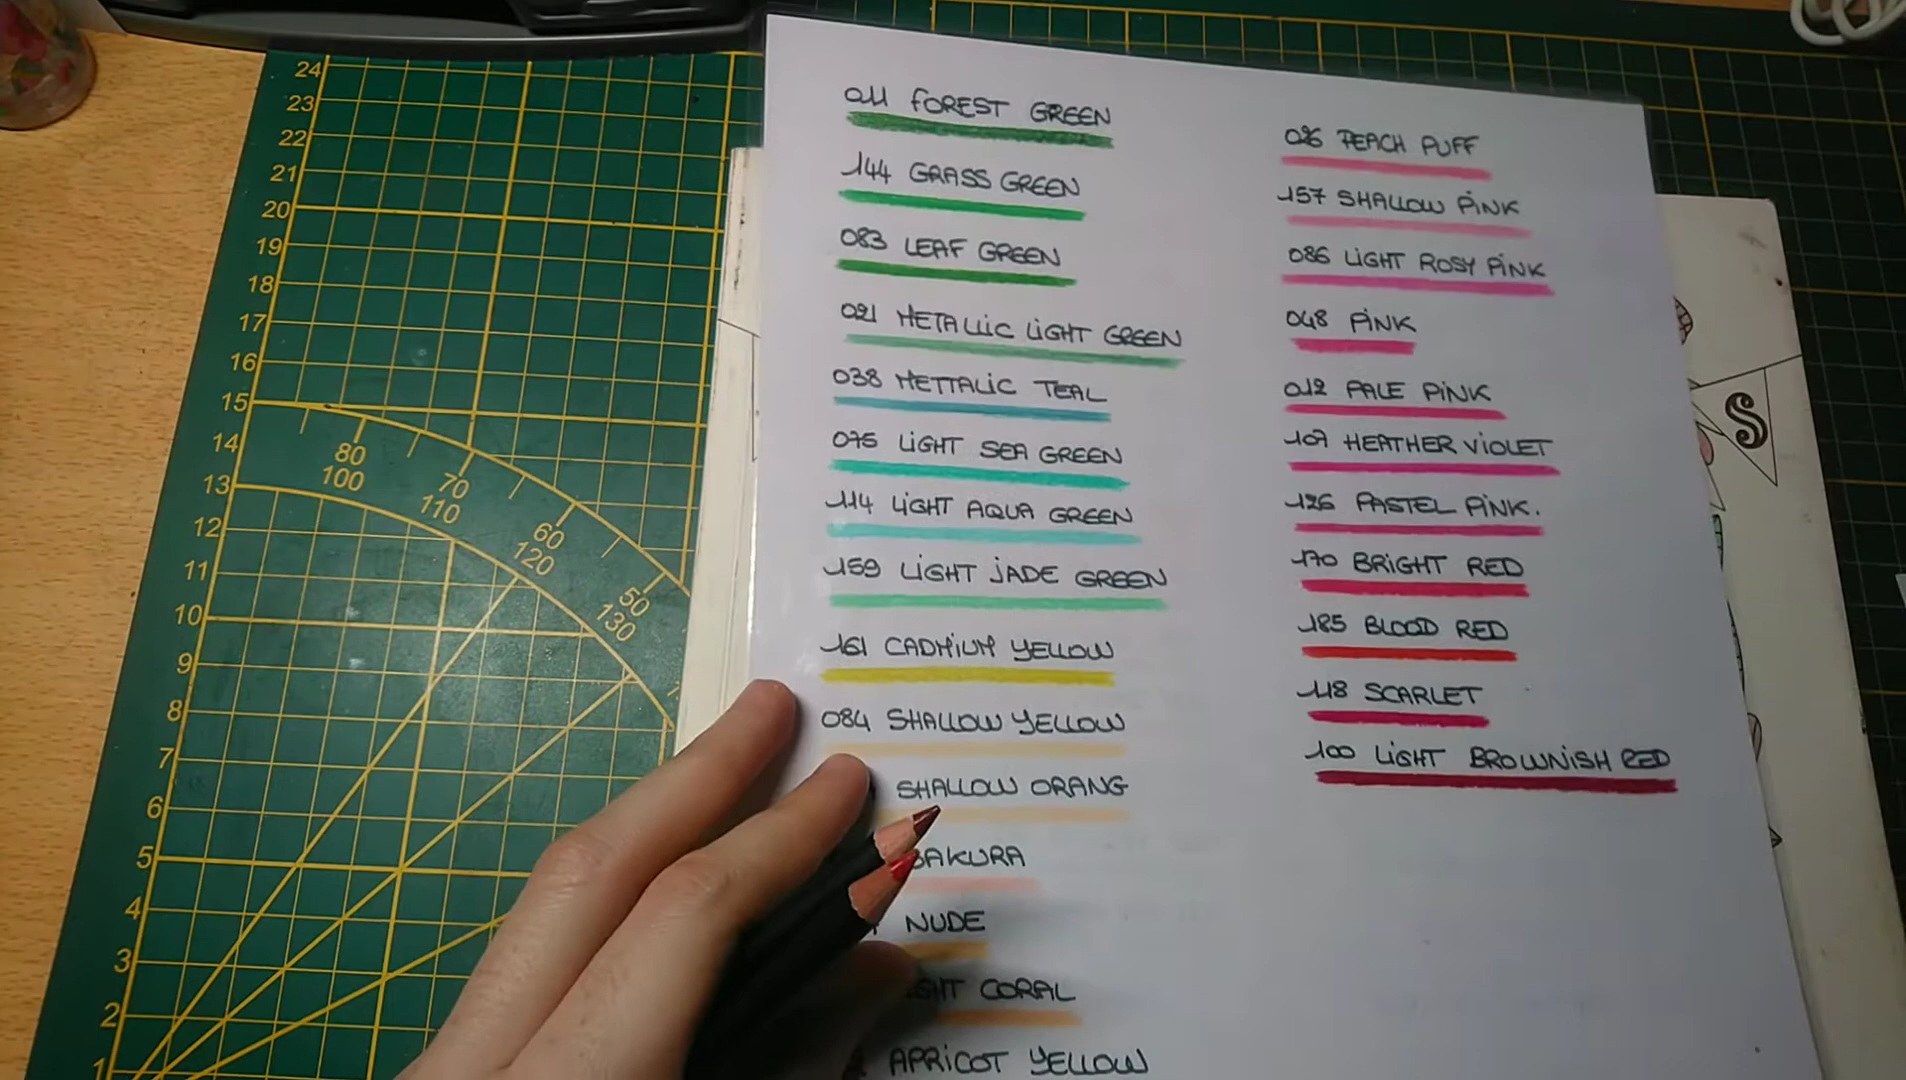 011 FOREST GREEN
144 GRASS GREEN
083 LEAF GREEN
021 METALLIC LIGHT GREEN
038 METTALIC TEAL
075 LIGHT SEA GREEN
114 LIGHT AQUA GREEN
159 LIGHT JADE GREEN
161 CADMIUM YELLOW
084 SHALLOW YELLOW
SHALLOW ORANG
SAKURA
NUDE
CORAL
APRICOT YELLOW
026 PEACH PUFF
157 SHALLOW PINK
086 LIGHT ROSY PINK
048 PINK
012 PALE PINK
107 HEATHER VIOLET
126 PASTEL PINK.
170 BRIGHT RED
185 BLOOD RED
118 SCARLET
100 LIGHT BROWNISH RED
S
24
23
22
21
20
19
18
17
16
15
14
13
12
11
10
9
8
7
6
5
4
3
2
1
80
100
70
110
60
120
50
130